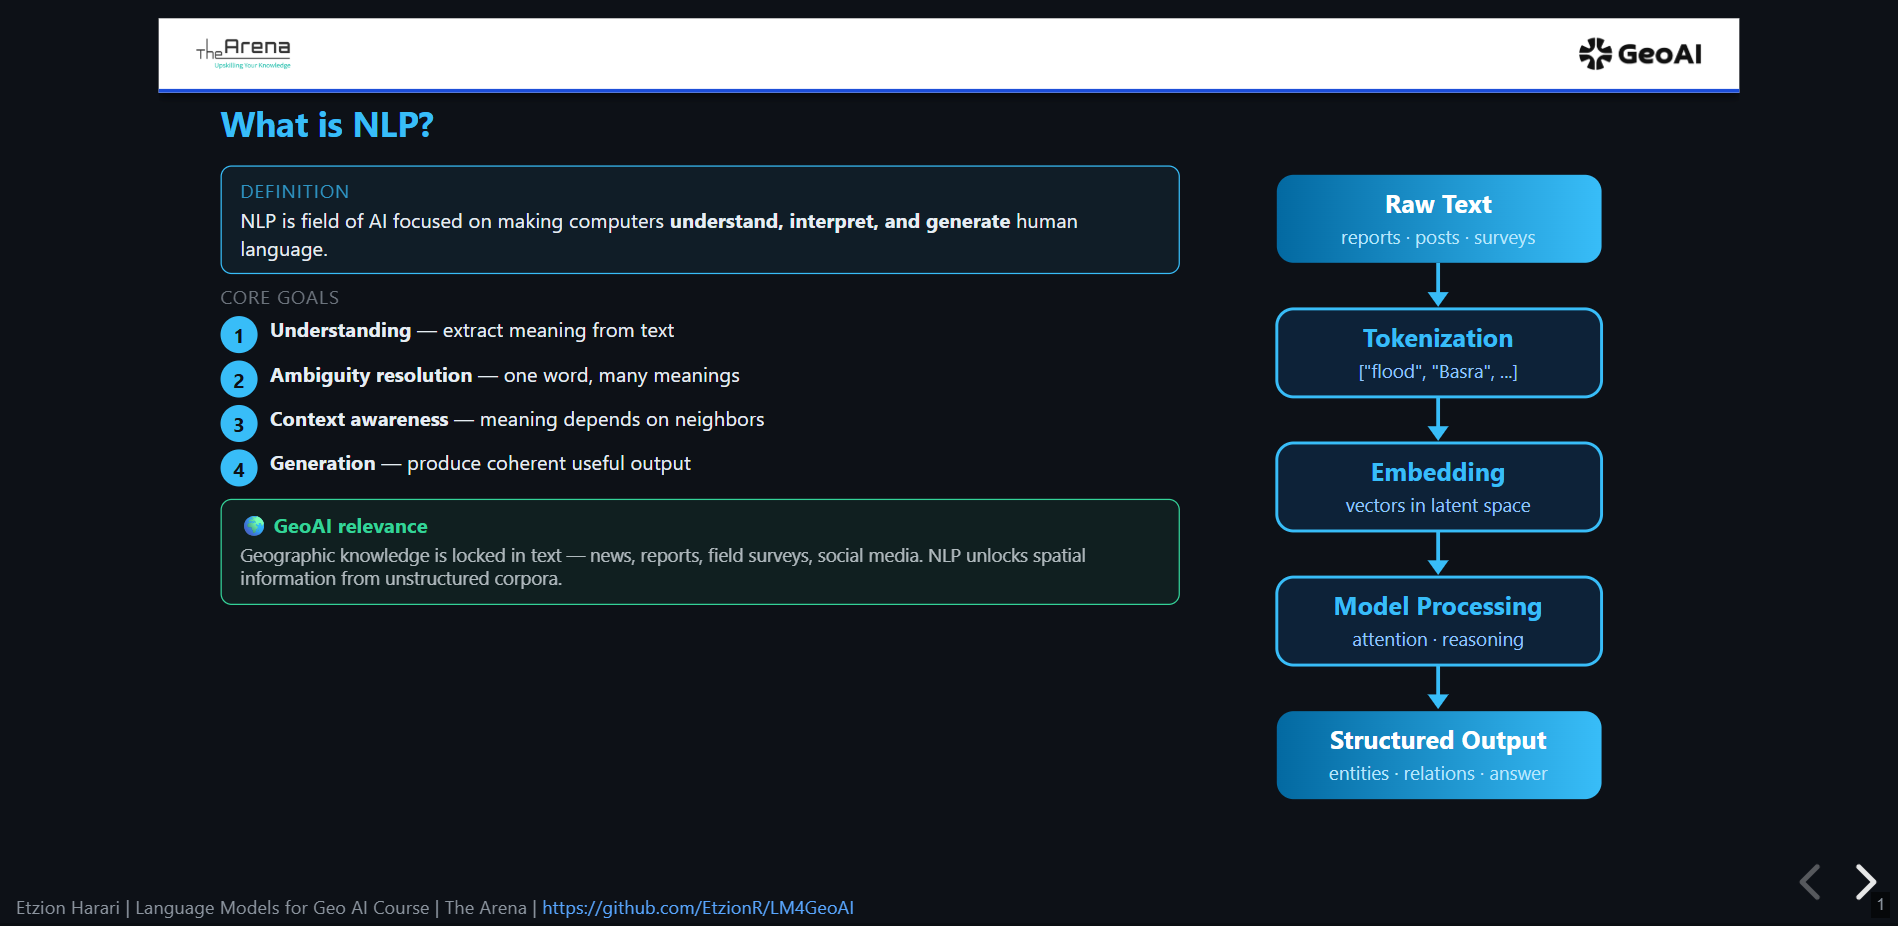 The Arena
Upskilling Your Knowledge
GeoAI
What is NLP?
DEFINITION
NLP is field of AI focused on making computers understand, interpret, and generate human
language.
CORE GOALS
1 Understanding — extract meaning from text
2 Ambiguity resolution — one word, many meanings
3 Context awareness — meaning depends on neighbors
4 Generation — produce coherent useful output
GeoAI relevance
Geographic knowledge is locked in text — news, reports, field surveys, social media. NLP unlocks spatial
information from unstructured corpora.
Raw Text
reports · posts · surveys
Tokenization
["flood", "Basra", ...]
Embedding
vectors in latent space
Model Processing
attention · reasoning
Structured Output
entities · relations · answer
Etzion Harari | Language Models for Geo AI Course | The Arena | https://github.com/EtzionR/LM4GeoAI
1